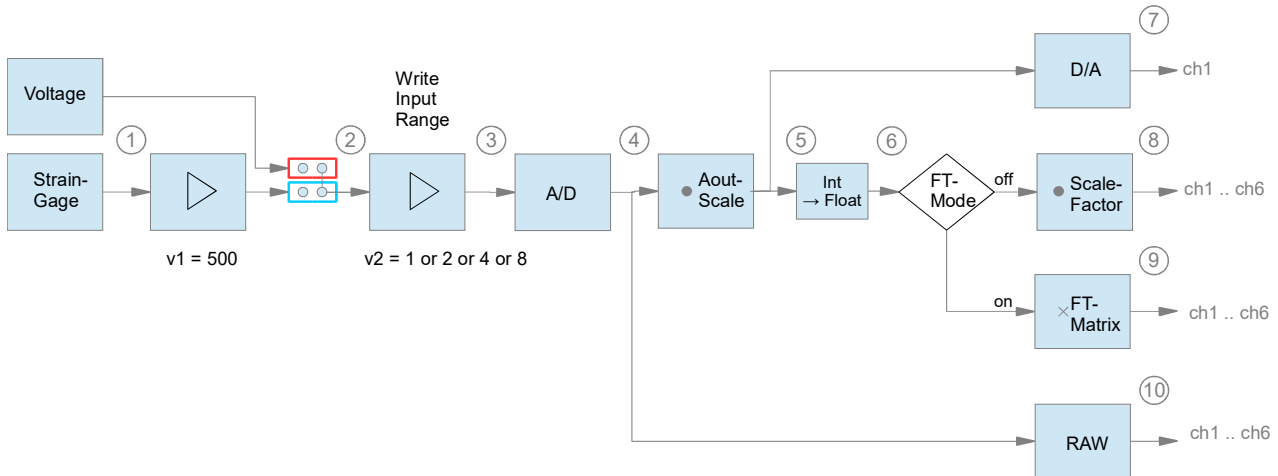 Voltage
Strain-
Gage
1
v1 = 500
2
Write
Input
Range
v2 = 1 or 2 or 4 or 8
3
A/D
4
Aout-
Scale
5
Int
→ Float
6
FT-
Mode
off
on
7
D/A
ch1
8
Scale-
Factor
ch1 .. ch6
9
×FT-
Matrix
ch1 .. ch6
10
RAW
ch1 .. ch6